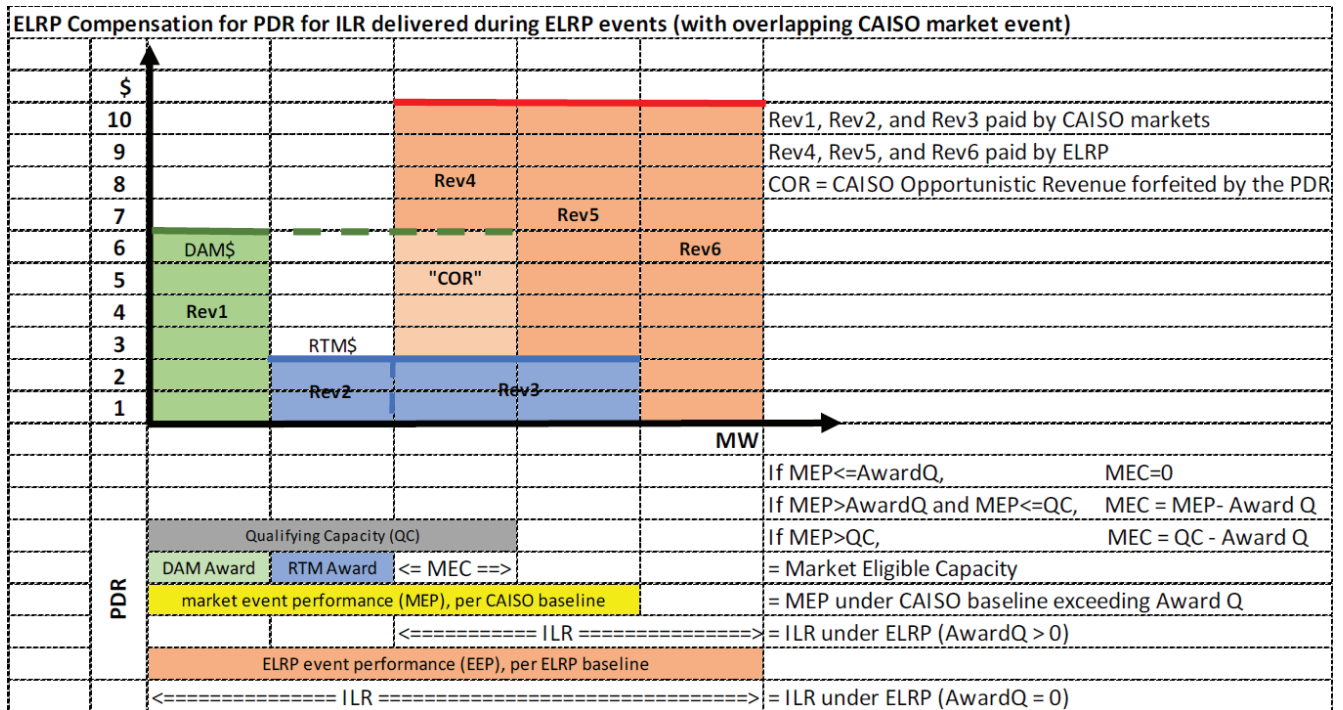 ELRP Compensation for PDR for ILR delivered during ELRP events (with overlapping CAISO market event)
$
10
Rev1, Rev2, and Rev3 paid by CAISO markets
9
Rev4, Rev5, and Rev6 paid by ELRP
8
Rev4
COR = CAISO Opportunistic Revenue forfeited by the PDR
7
Rev5
6
DAM$
Rev6
5
"COR"
4
Rev1
3
RTM$
2
Rev2
Rev3
1
MW
If MEP<=AwardQ, MEC=0
If MEP>AwardQ and MEP<=QC, MEC = MEP- Award Q
Qualifying Capacity (QC)
If MEP>QC, MEC = QC - Award Q
PDR
DAM Award
RTM Award
<= MEC ==>
= Market Eligible Capacity
market event performance (MEP), per CAISO baseline
= MEP under CAISO baseline exceeding Award Q
<=========== ILR ===============>
= ILR under ELRP (AwardQ > 0)
ELRP event performance (EEP), per ELRP baseline
<============== ILR ================================>
= ILR under ELRP (AwardQ = 0)